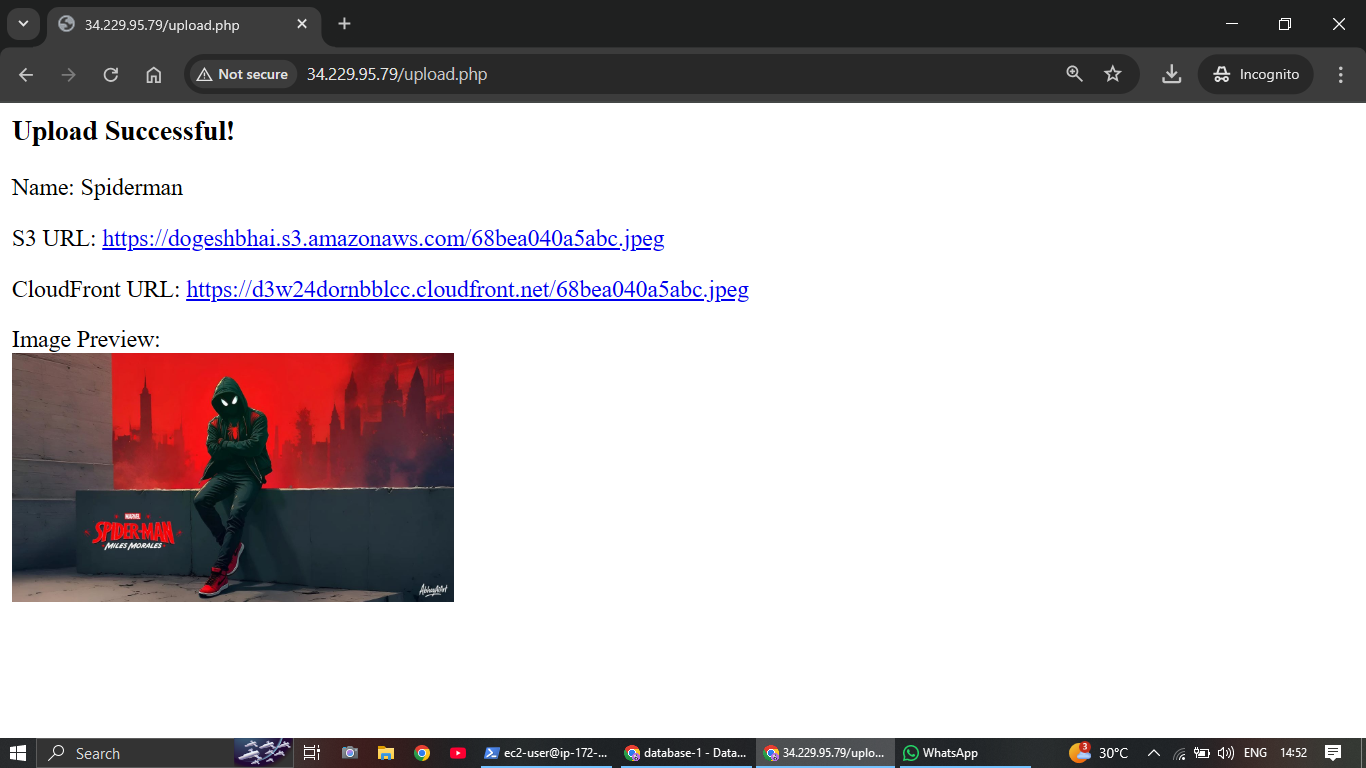 34.229.95.79/upload.php
Not secure
34.229.95.79/upload.php
Incognito
Upload Successful!
Name: Spiderman
S3 URL: https://dogeshbhai.s3.amazonaws.com/68bea040a5abc.jpeg
CloudFront URL: https://d3w24dornbblcc.cloudfront.net/68bea040a5abc.jpeg
Image Preview:
MARVEL
SPIDER-MAN
MILES MORALES
Search
ec2-user@ip-172-...
database-1 - Data...
34.229.95.79/uplo...
WhatsApp
3
30°C
ENG
14:52